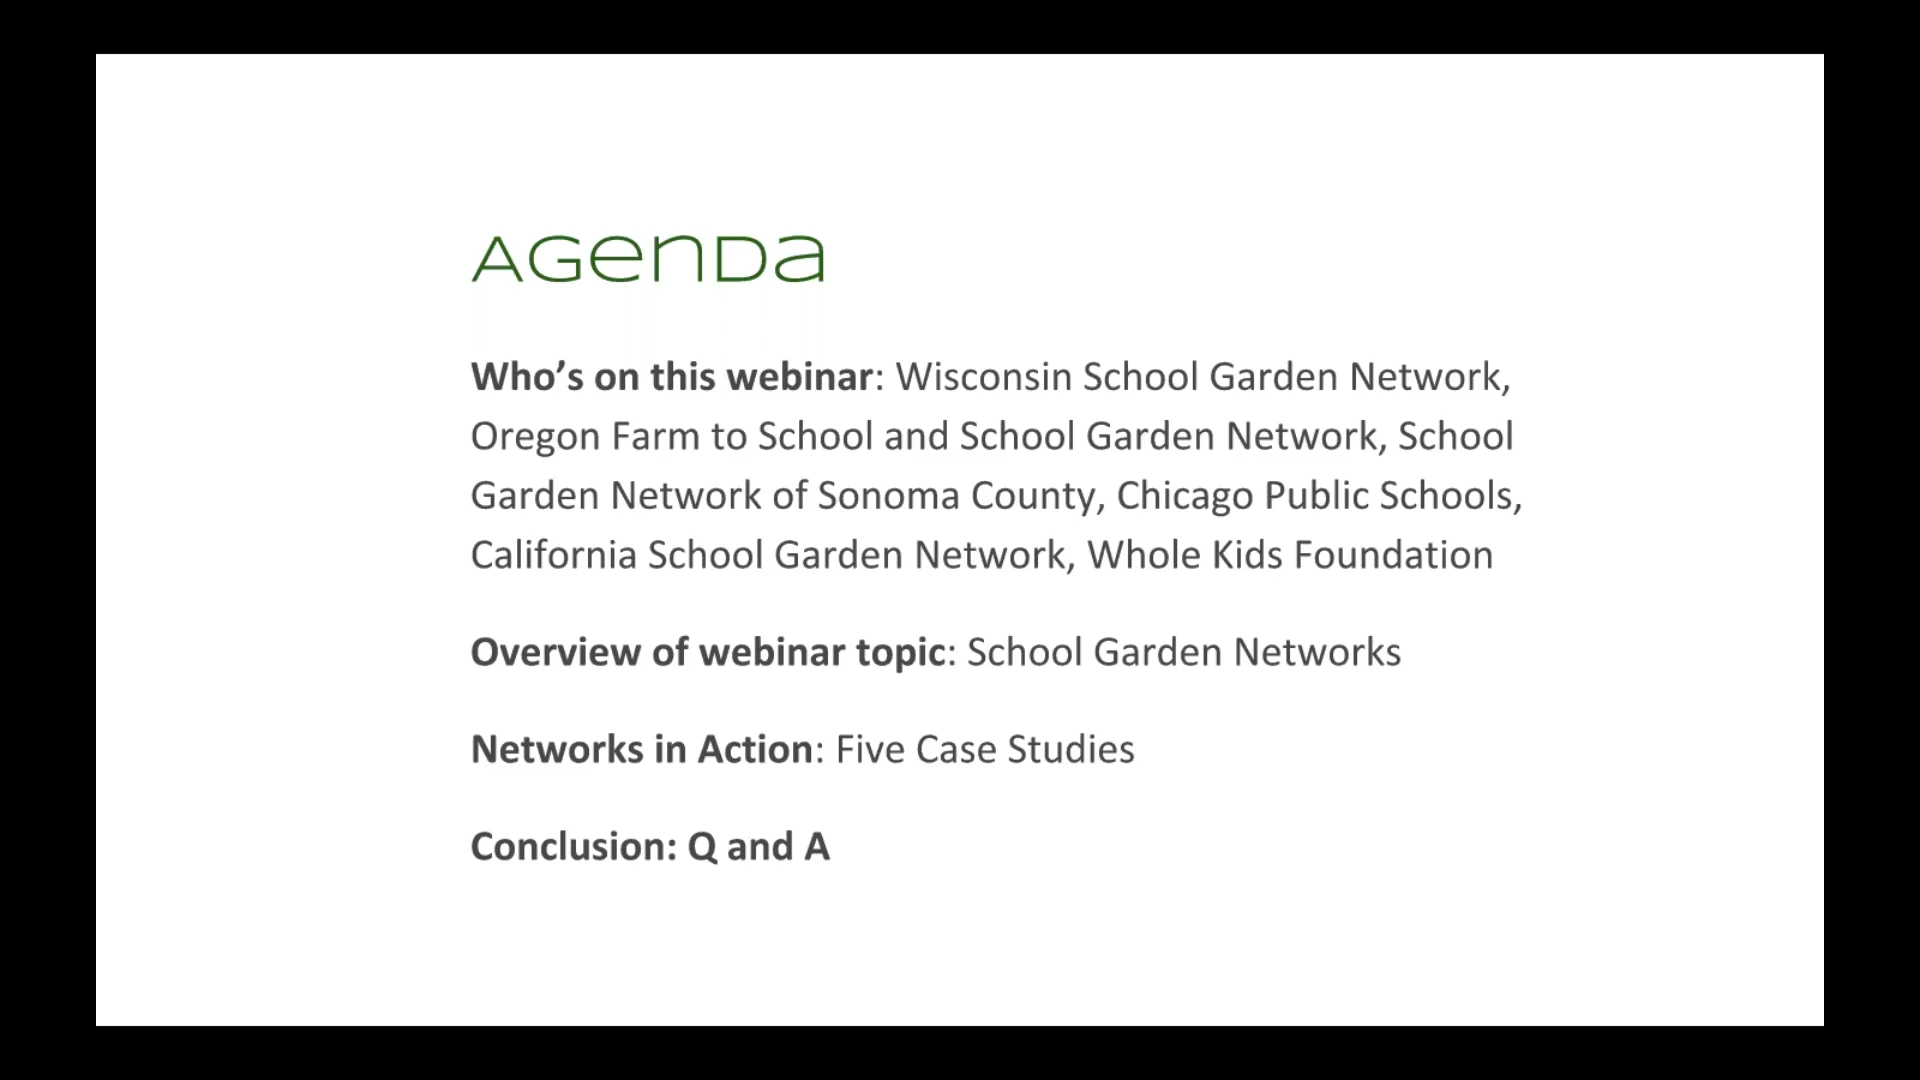 Agenda
Who’s on this webinar: Wisconsin School Garden Network,
Oregon Farm to School and School Garden Network, School
Garden Network of Sonoma County, Chicago Public Schools,
California School Garden Network, Whole Kids Foundation
Overview of webinar topic: School Garden Networks
Networks in Action: Five Case Studies
Conclusion: Q and A